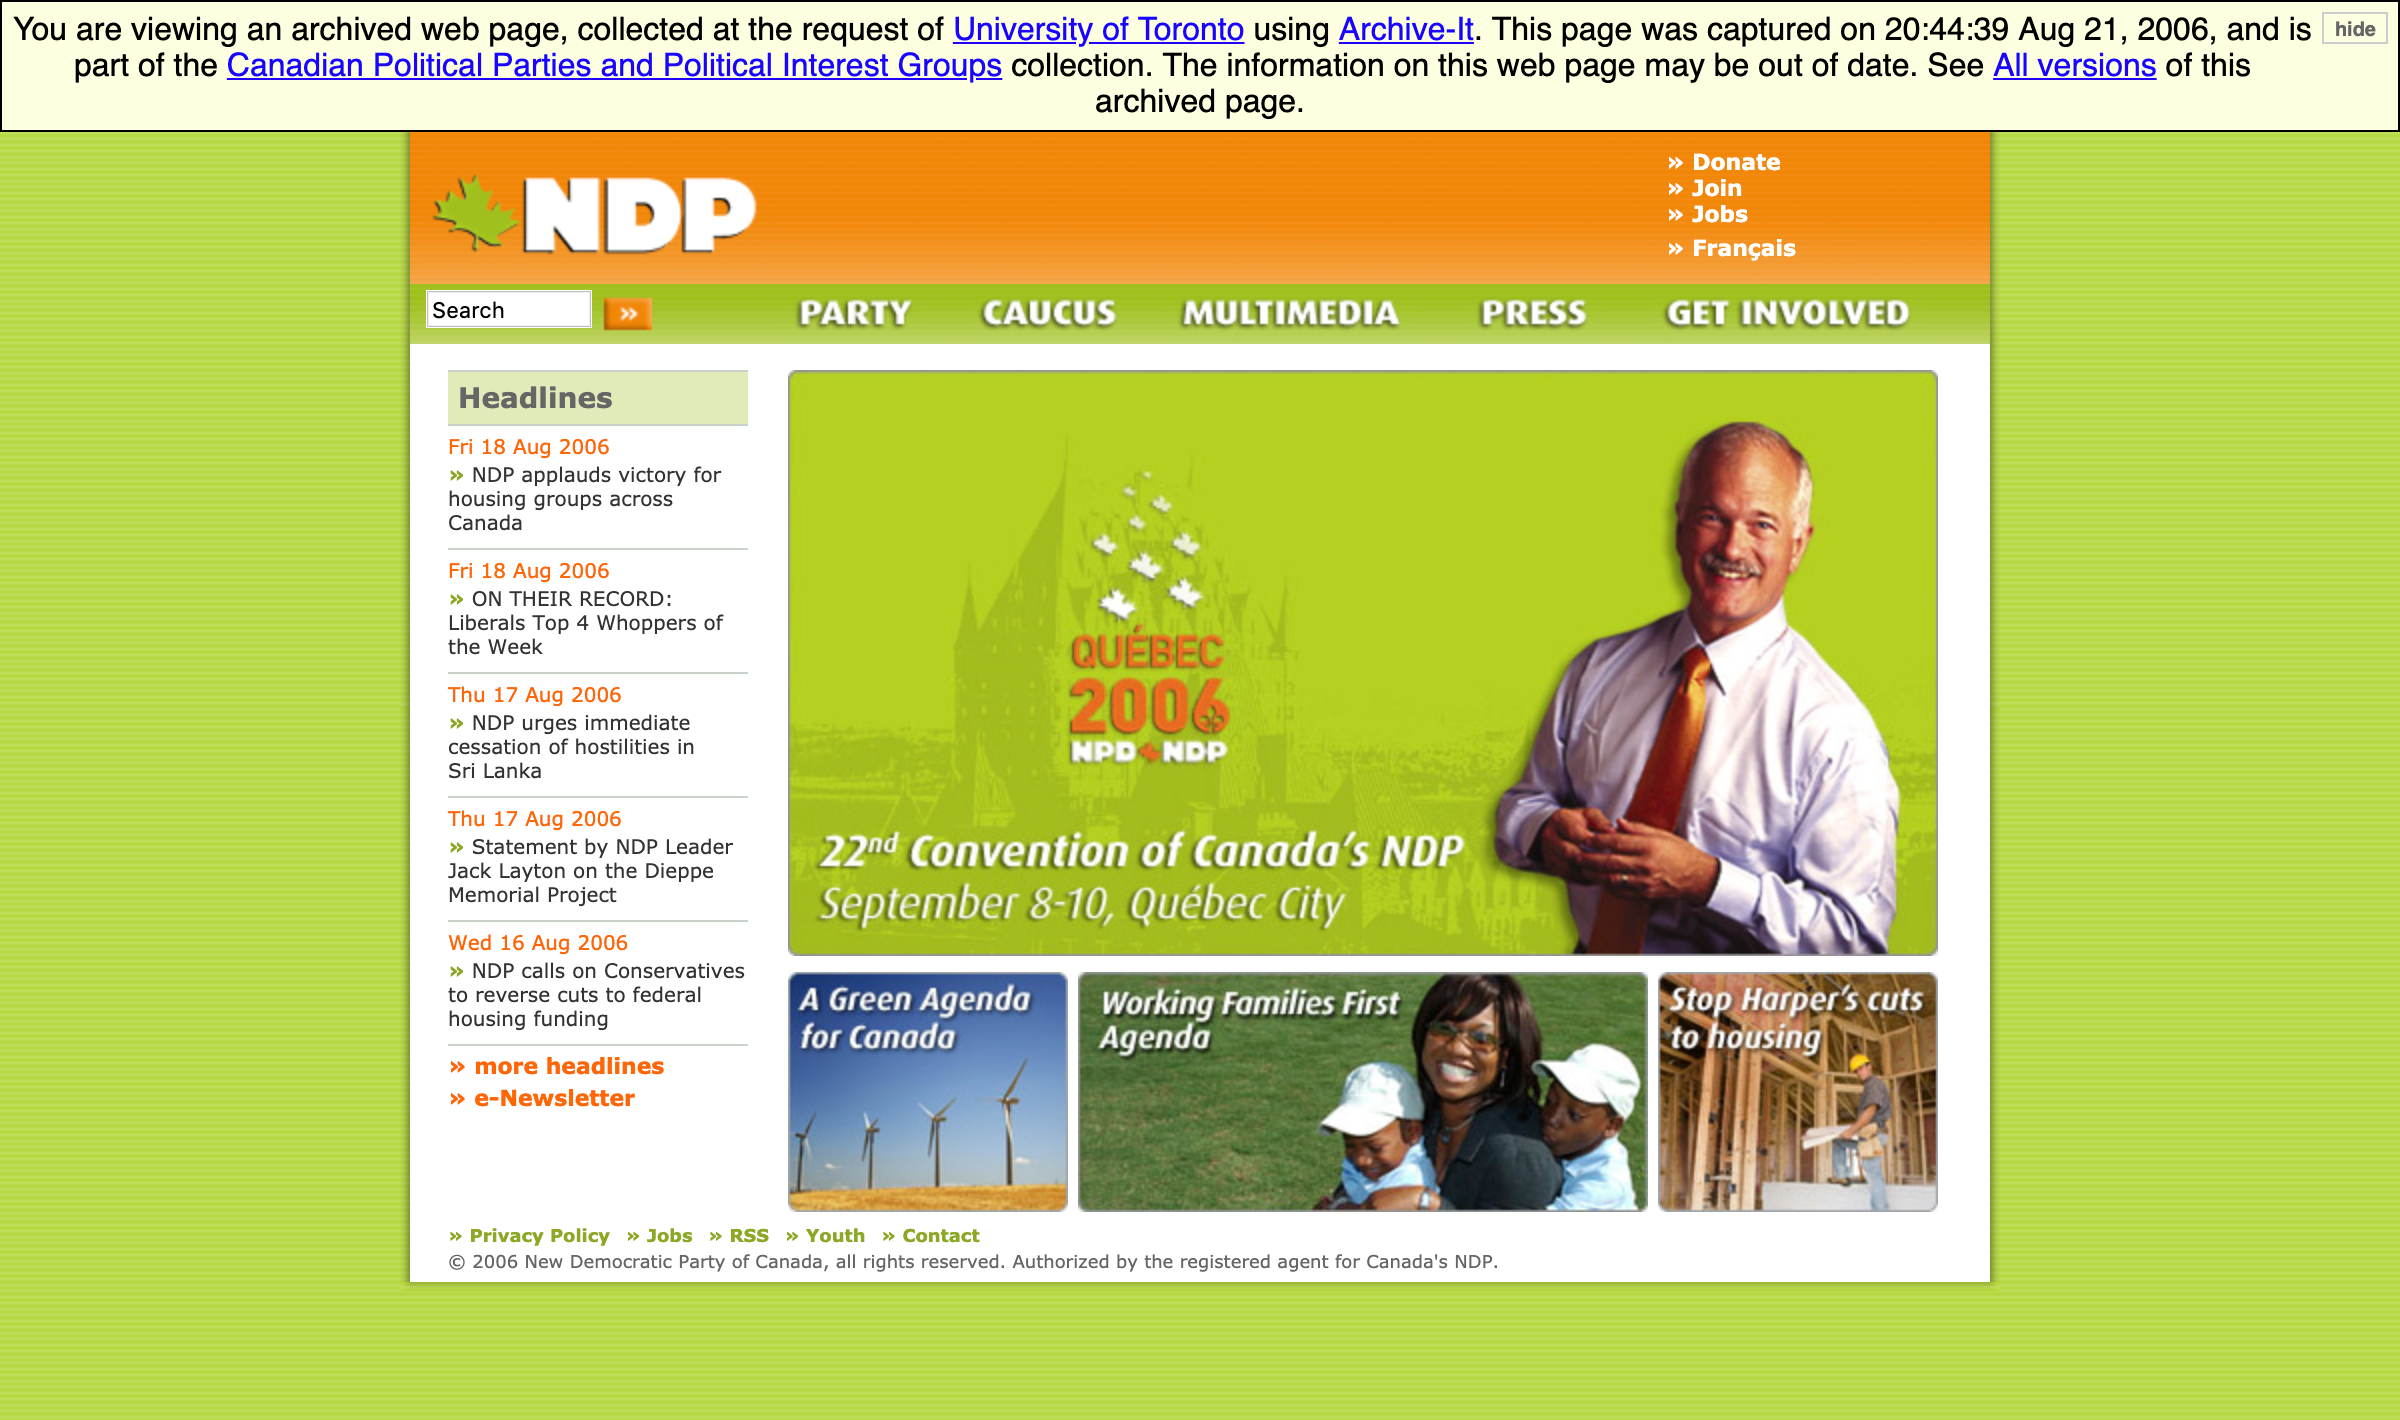 You are viewing an archived web page, collected at the request of University of Toronto using Archive-It. This page was captured on 20:44:39 Aug 21, 2006, and is
part of the Canadian Political Parties and Political Interest Groups collection. The information on this web page may be out of date. See All versions of this
archived page.
hide
NDP
» Donate
» Join
» Jobs
» Français
Search
»
PARTY CAUCUS MULTIMEDIA PRESS GET INVOLVED
Headlines
Fri 18 Aug 2006
» NDP applauds victory for
housing groups across
Canada
Fri 18 Aug 2006
» ON THEIR RECORD:
Liberals Top 4 Whoppers of
the Week
Thu 17 Aug 2006
» NDP urges immediate
cessation of hostilities in
Sri Lanka
Thu 17 Aug 2006
» Statement by NDP Leader
Jack Layton on the Dieppe
Memorial Project
Wed 16 Aug 2006
» NDP calls on Conservatives
to reverse cuts to federal
housing funding
» more headlines
» e-Newsletter
QUÉBEC
2006
NPD NDP
22nd Convention of Canada's NDP
September 8-10, Québec City
A Green Agenda
for Canada
Working Families First
Agenda
Stop Harper's cuts
to housing
» Privacy Policy » Jobs » RSS » Youth » Contact
© 2006 New Democratic Party of Canada, all rights reserved. Authorized by the registered agent for Canada's NDP.